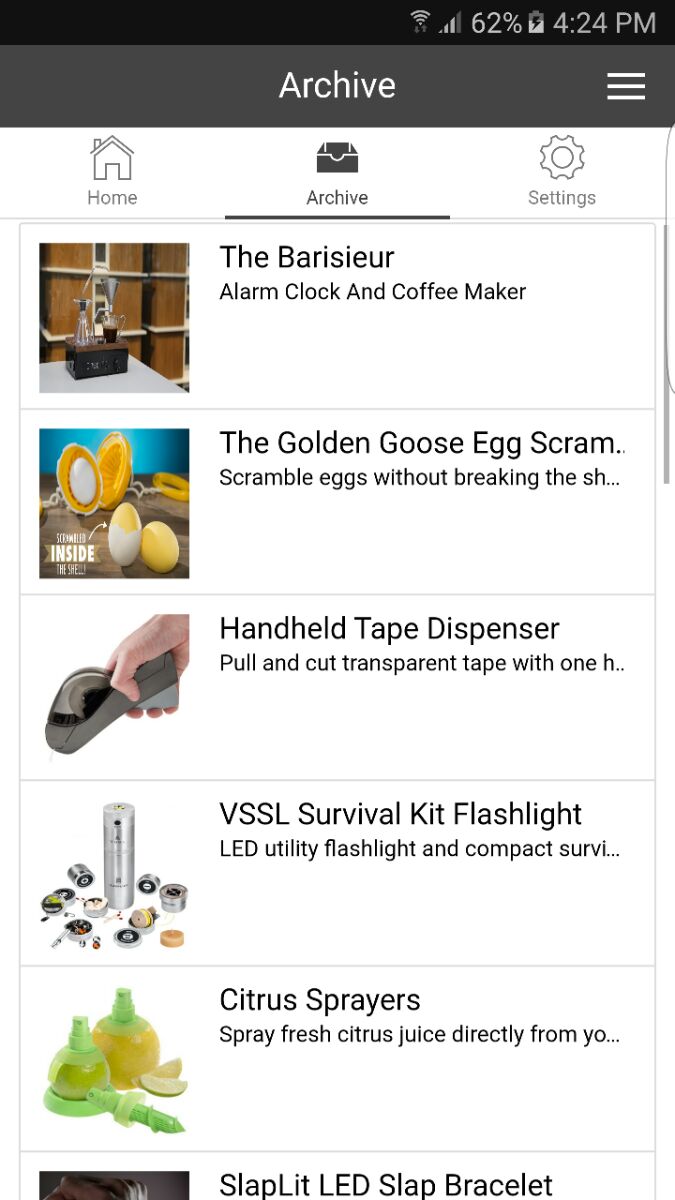 62% 4:24 PM
Archive
Home
Archive
Settings
The Barisieur
Alarm Clock And Coffee Maker
The Golden Goose Egg Scram..
Scramble eggs without breaking the sh...
SCRAMBLED
INSIDE
THE SHELL!
Handheld Tape Dispenser
Pull and cut transparent tape with one h..
VSSL Survival Kit Flashlight
LED utility flashlight and compact survi...
Citrus Sprayers
Spray fresh citrus juice directly from yo...
SlapLit LED Slap Bracelet